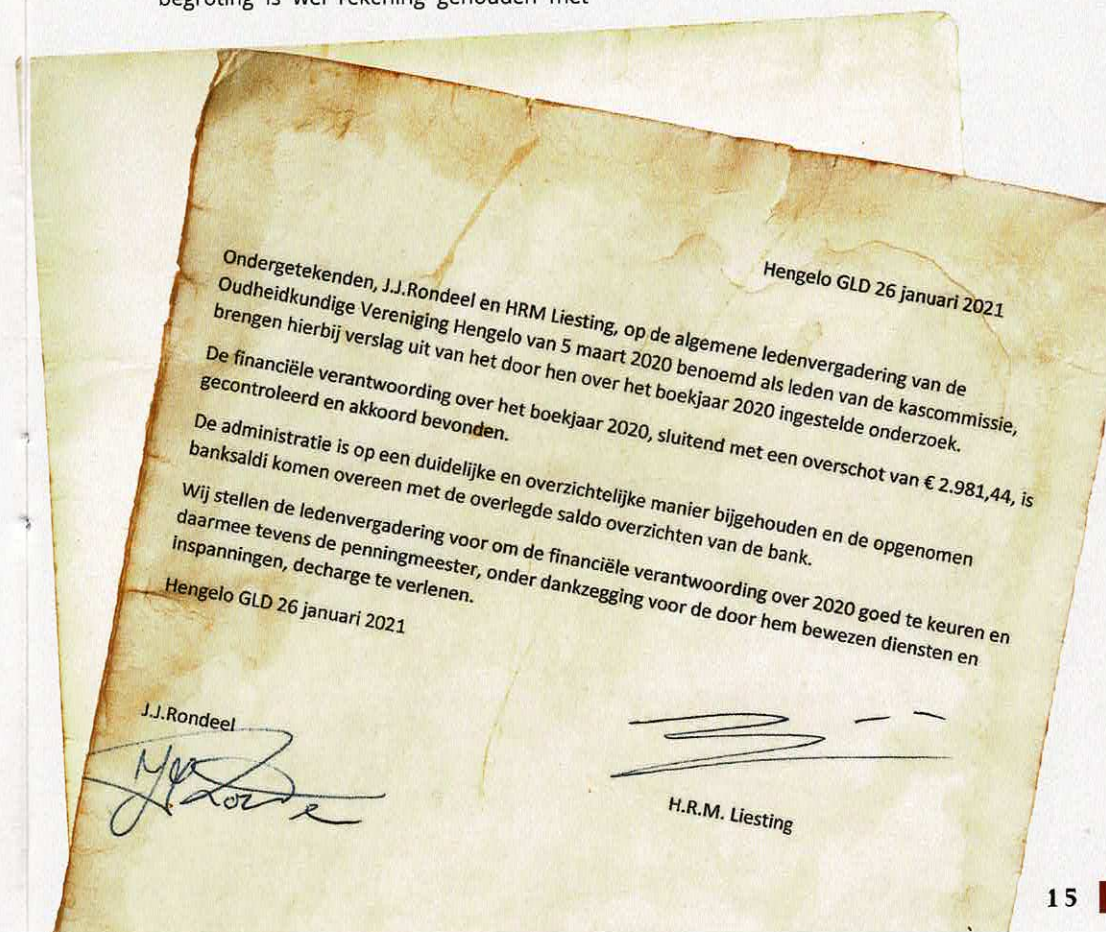 begroting is wel rekening gehouden met
Hengelo GLD 26 januari 2021
Ondergetekenden, J.J.Rondeel en HRM Liesting, op de algemene ledenvergadering van de
Oudheidkundige Vereniging Hengelo van 5 maart 2020 benoemd als leden van de kascommissie,
brengen hierbij verslag uit van het door hen over het boekjaar 2020 ingestelde onderzoek.
De financiële verantwoording over het boekjaar 2020, sluitend met een overschot van € 2.981,44, is
gecontroleerd en akkoord bevonden.
De administratie is op een duidelijke en overzichtelijke manier bijgehouden en de opgenomen
banksaldi komen overeen met de overlegde saldo overzichten van de bank.
Wij stellen de ledenvergadering voor om de financiële verantwoording over 2020 goed te keuren en
daarmee tevens de penningmeester, onder dankzegging voor de door hem bewezen diensten en
inspanningen, decharge te verlenen.
Hengelo GLD 26 januari 2021
J.J.Rondeel
H.R.M. Liesting
15